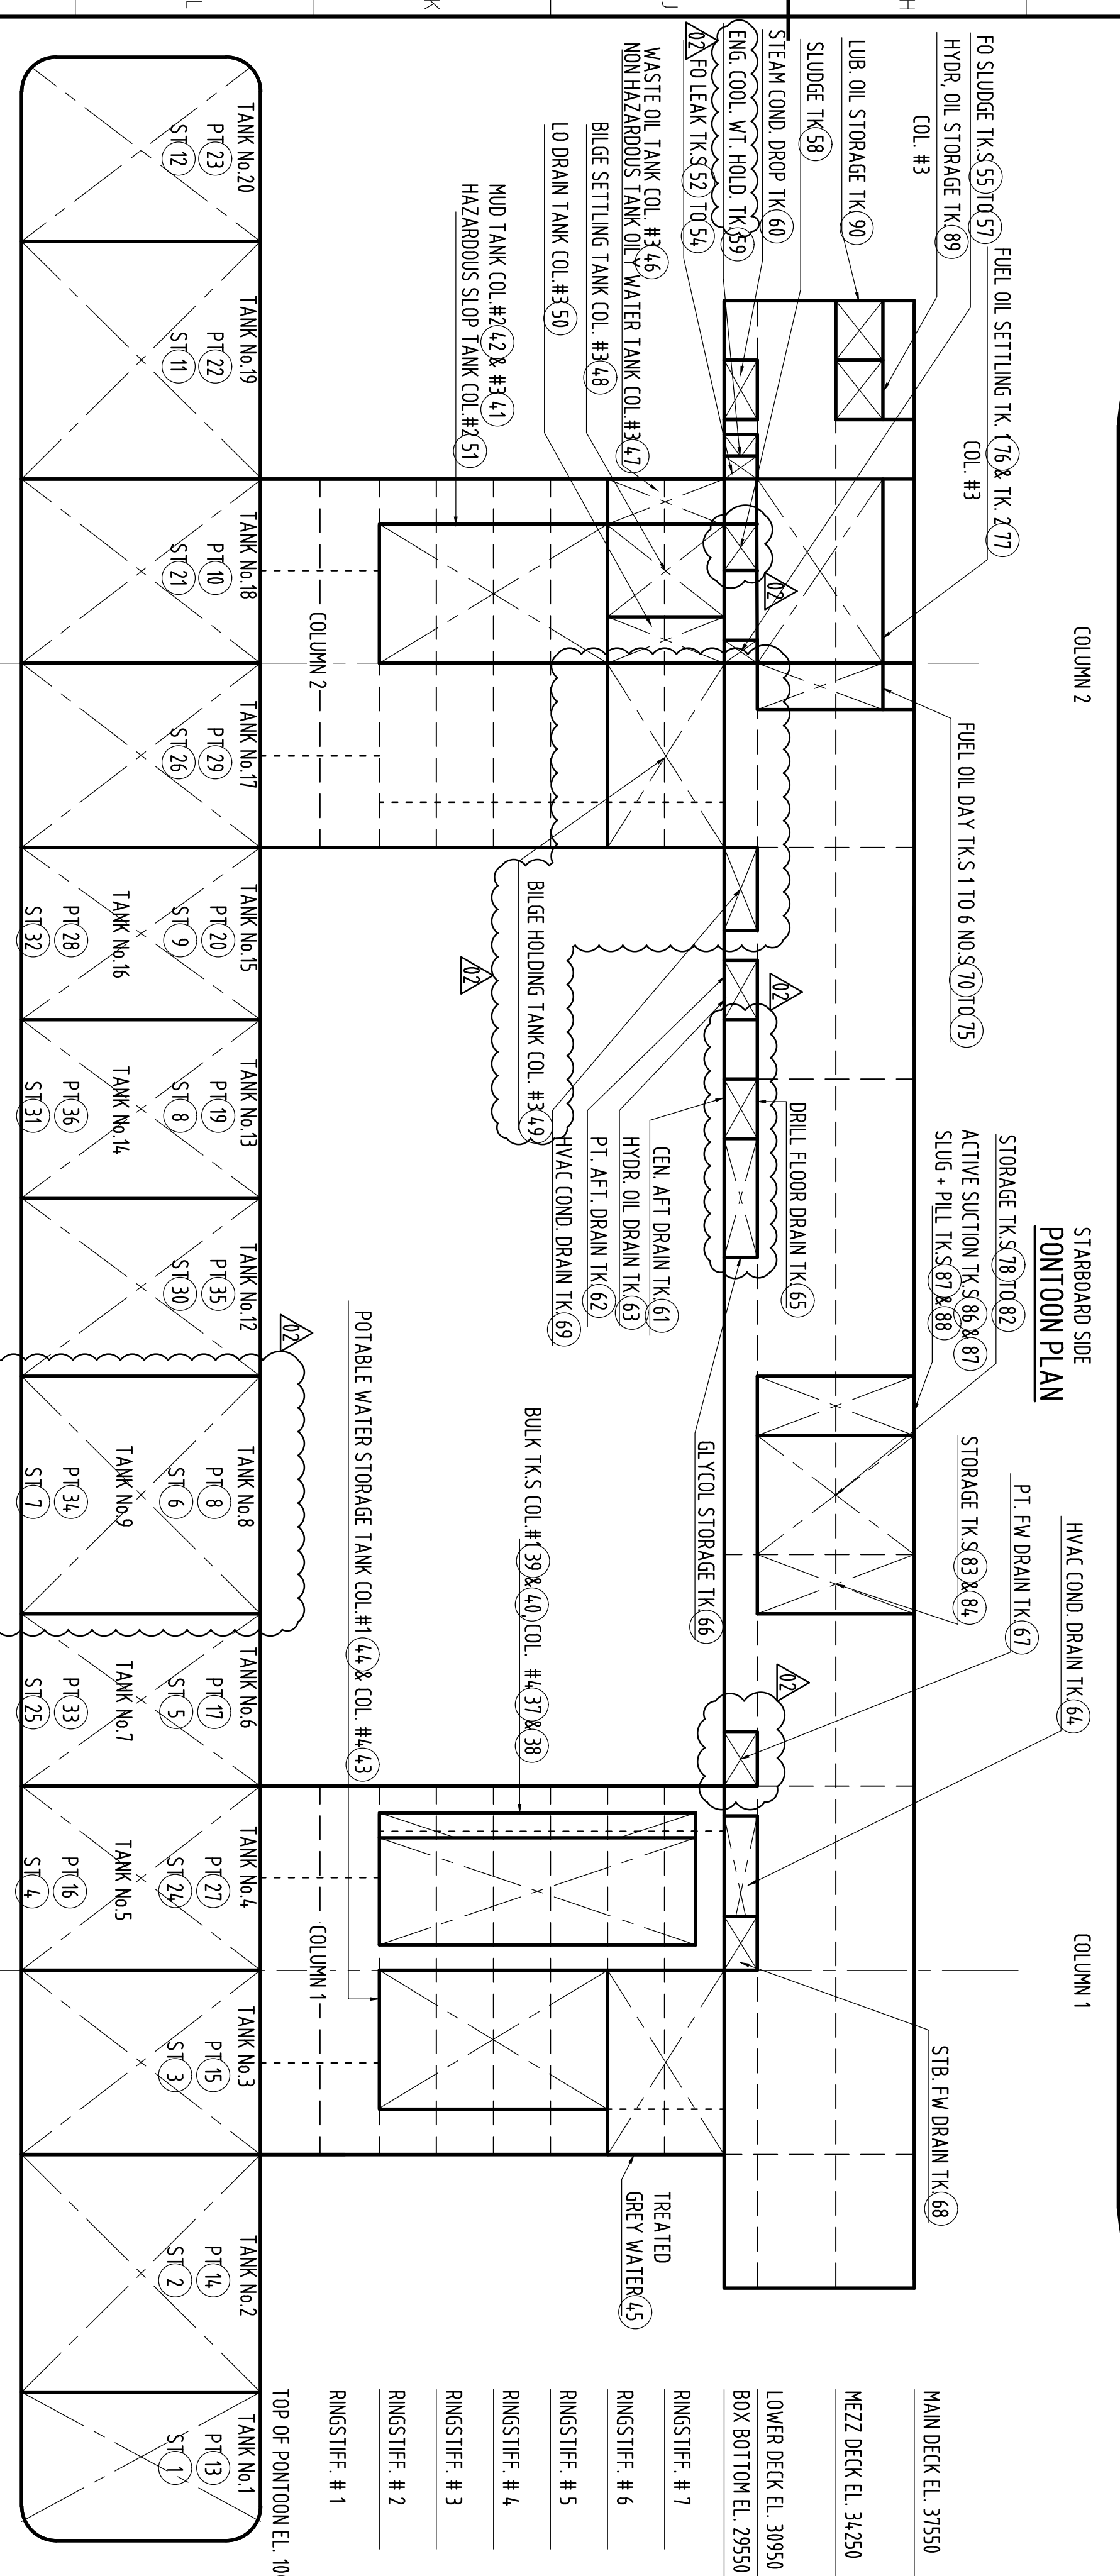 L
K
J
H
COLUMN 2
COLUMN 1
STARBOARD SIDE
PONTOON PLAN
FO SLUDGE TK.S 55 TO 57
HYDR, OIL STORAGE TK. 89
COL. #3
LUB. OIL STORAGE TK. 90
SLUDGE TK 58
STEAM COND. DROP TK 60
ENG. COOL. WT. HOLD. TK 59
02
FO LEAK TK.S 52 TO 54
WASTE OIL TANK COL. #3 46
NON HAZARDOUS TANK OILY WATER TANK COL.#3 47
BILGE SETTLING TANK COL. #3 48
LO DRAIN TANK COL.#3 50
MUD TANK COL.#2 42 & #3 41
HAZARDOUS SLOP TANK COL.#2 51
FUEL OIL SETTLING TK. 1 76 & TK. 2 77
COL. #3
02
FUEL OIL DAY TK.S 1 TO 6 NO.S 70 TO 75
02
BILGE HOLDING TANK COL. #3 49
02
HVAC COND. DRAIN TK. 69
PT. AFT. DRAIN TK 62
HYDR. OIL DRAIN TK. 63
CEN. AFT DRAIN TK. 61
DRILL FLOOR DRAIN TK. 65
STORAGE TK.S 78 TO 82
ACTIVE SUCTION TK.S 86 & 87
SLUG + PILL TK.S 87 & 88
STORAGE TK.S 83 & 84
PT. FW DRAIN TK. 67
HVAC COND. DRAIN TK. 64
GLYCOL STORAGE TK. 66
02
BULK TK.S COL.#1 39 & 40, COL. #4 37 & 38
POTABLE WATER STORAGE TANK COL.#1 44 & COL. #4 43
02
STB. FW DRAIN TK. 68
TREATED
GREY WATER 45
COLUMN 2
COLUMN 1
MAIN DECK EL. 37550
MEZZ DECK EL. 34250
LOWER DECK EL. 30950
BOX BOTTOM EL. 29550
RINGSTIFF. # 7
RINGSTIFF. # 6
RINGSTIFF. # 5
RINGSTIFF. # 4
RINGSTIFF. # 3
RINGSTIFF. # 2
RINGSTIFF. # 1
TOP OF PONTOON EL. 10
TANK No.20
PT 23
ST 12
TANK No.19
PT 22
ST 11
TANK No.18
PT 10
ST 21
TANK No.17
PT 29
ST 26
TANK No.15
PT 20
ST 9
TANK No.16
PT 28
ST 32
TANK No.13
PT 19
ST 8
TANK No.14
PT 36
ST 31
TANK No.12
PT 35
ST 30
TANK No.8
PT 8
ST 6
TANK No.9
PT 34
ST 7
TANK No.6
PT 17
ST 5
TANK No.7
PT 33
ST 25
TANK No.4
PT 27
ST 24
TANK No.5
PT 16
ST 4
TANK No.3
PT 15
ST 3
TANK No.2
PT 14
ST 2
TANK No.1
PT 13
ST 1